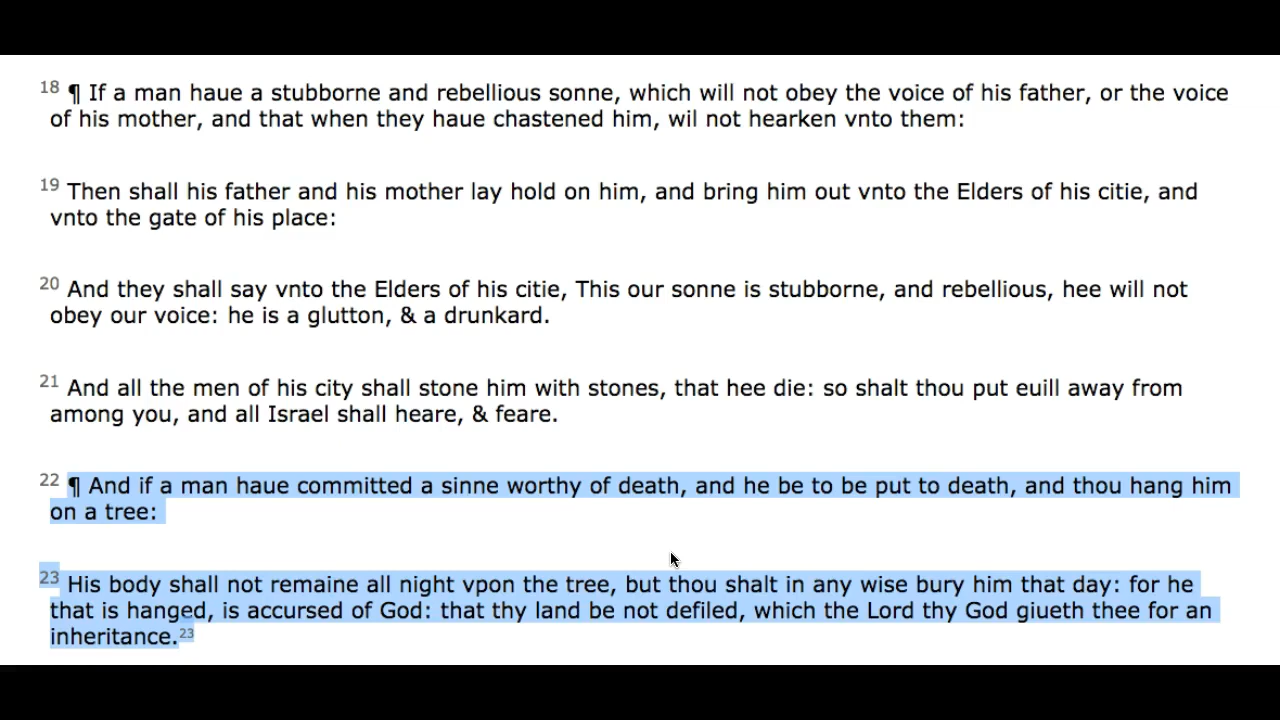 18 ¶ If a man haue a stubborne and rebellious sonne, which will not obey the voice of his father, or the voice
of his mother, and that when they haue chastened him, wil not hearken vnto them:
19 Then shall his father and his mother lay hold on him, and bring him out vnto the Elders of his citie, and
vnto the gate of his place:
20 And they shall say vnto the Elders of his citie, This our sonne is stubborne, and rebellious, hee will not
obey our voice: he is a glutton, & a drunkard.
21 And all the men of his city shall stone him with stones, that hee die: so shalt thou put euill away from
among you, and all Israel shall heare, & feare.
22 ¶ And if a man haue committed a sinne worthy of death, and he be to be put to death, and thou hang him
on a tree:
23 His body shall not remaine all night vpon the tree, but thou shalt in any wise bury him that day: for he
that is hanged, is accursed of God: that thy land be not defiled, which the Lord thy God giueth thee for an
inheritance.23